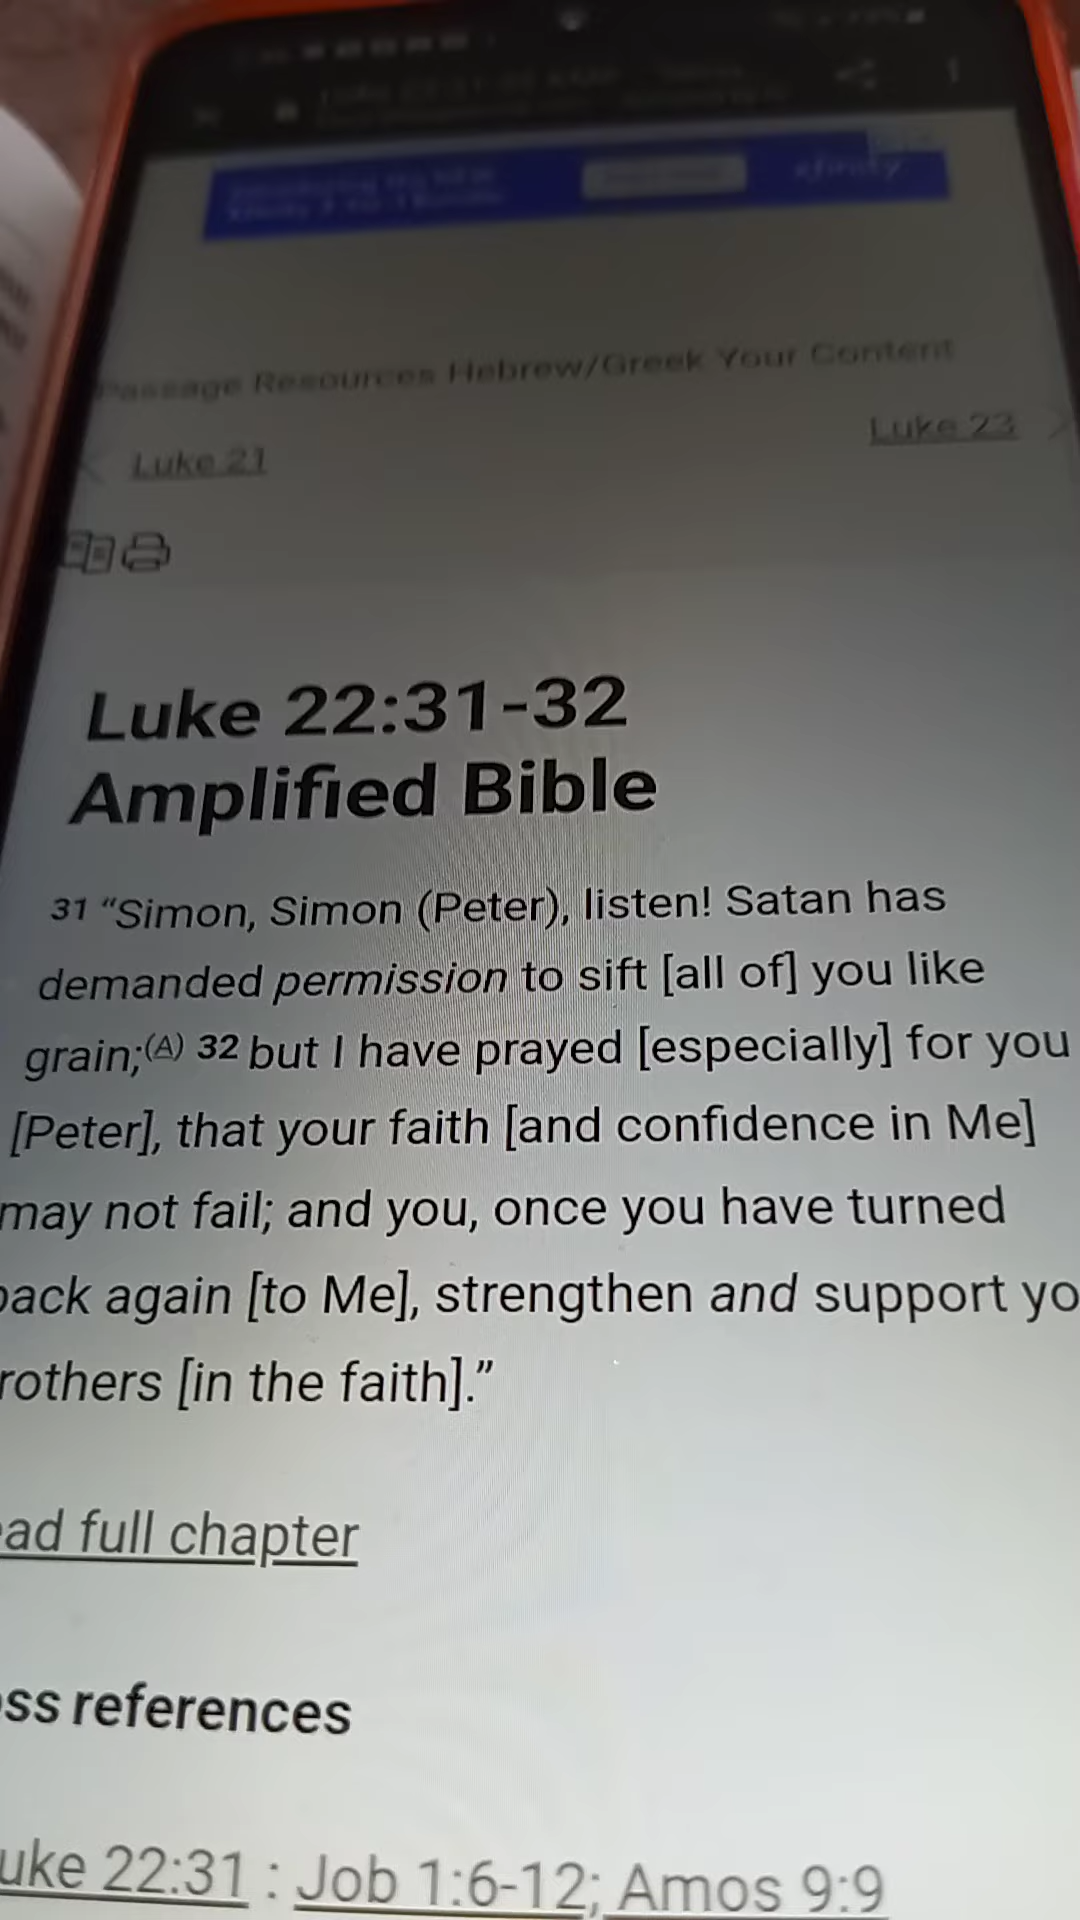 xfinity
Passage Resources Hebrew/Greek Your Content
Luke 21
Luke 23
Luke 22:31-32
Amplified Bible
31 “Simon, Simon (Peter), listen! Satan has
demanded permission to sift [all of] you like
grain;(A) 32 but I have prayed [especially] for you
[Peter], that your faith [and confidence in Me]
may not fail; and you, once you have turned
back again [to Me], strengthen and support yo
rothers [in the faith].”
ead full chapter
oss references
uke 22:31 : Job 1:6-12; Amos 9:9